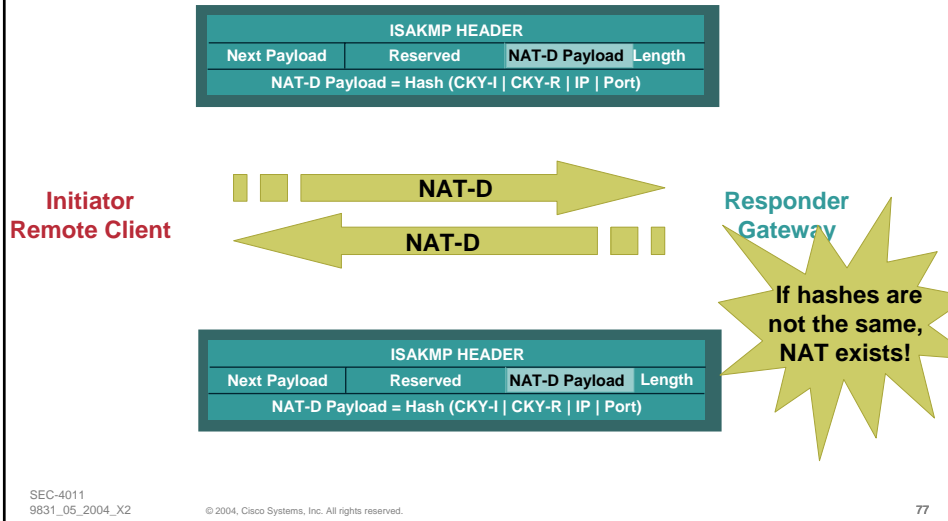 ISAKMP HEADER
Next Payload Reserved NAT-D Payload Length
NAT-D Payload = Hash (CKY-I | CKY-R | IP | Port)
Initiator
Remote Client
NAT-D
NAT-D
Responder
Gateway
If hashes are
not the same,
NAT exists!
ISAKMP HEADER
Next Payload Reserved NAT-D Payload Length
NAT-D Payload = Hash (CKY-I | CKY-R | IP | Port)
SEC-4011
9831_05_2004_X2
© 2004, Cisco Systems, Inc. All rights reserved.
77